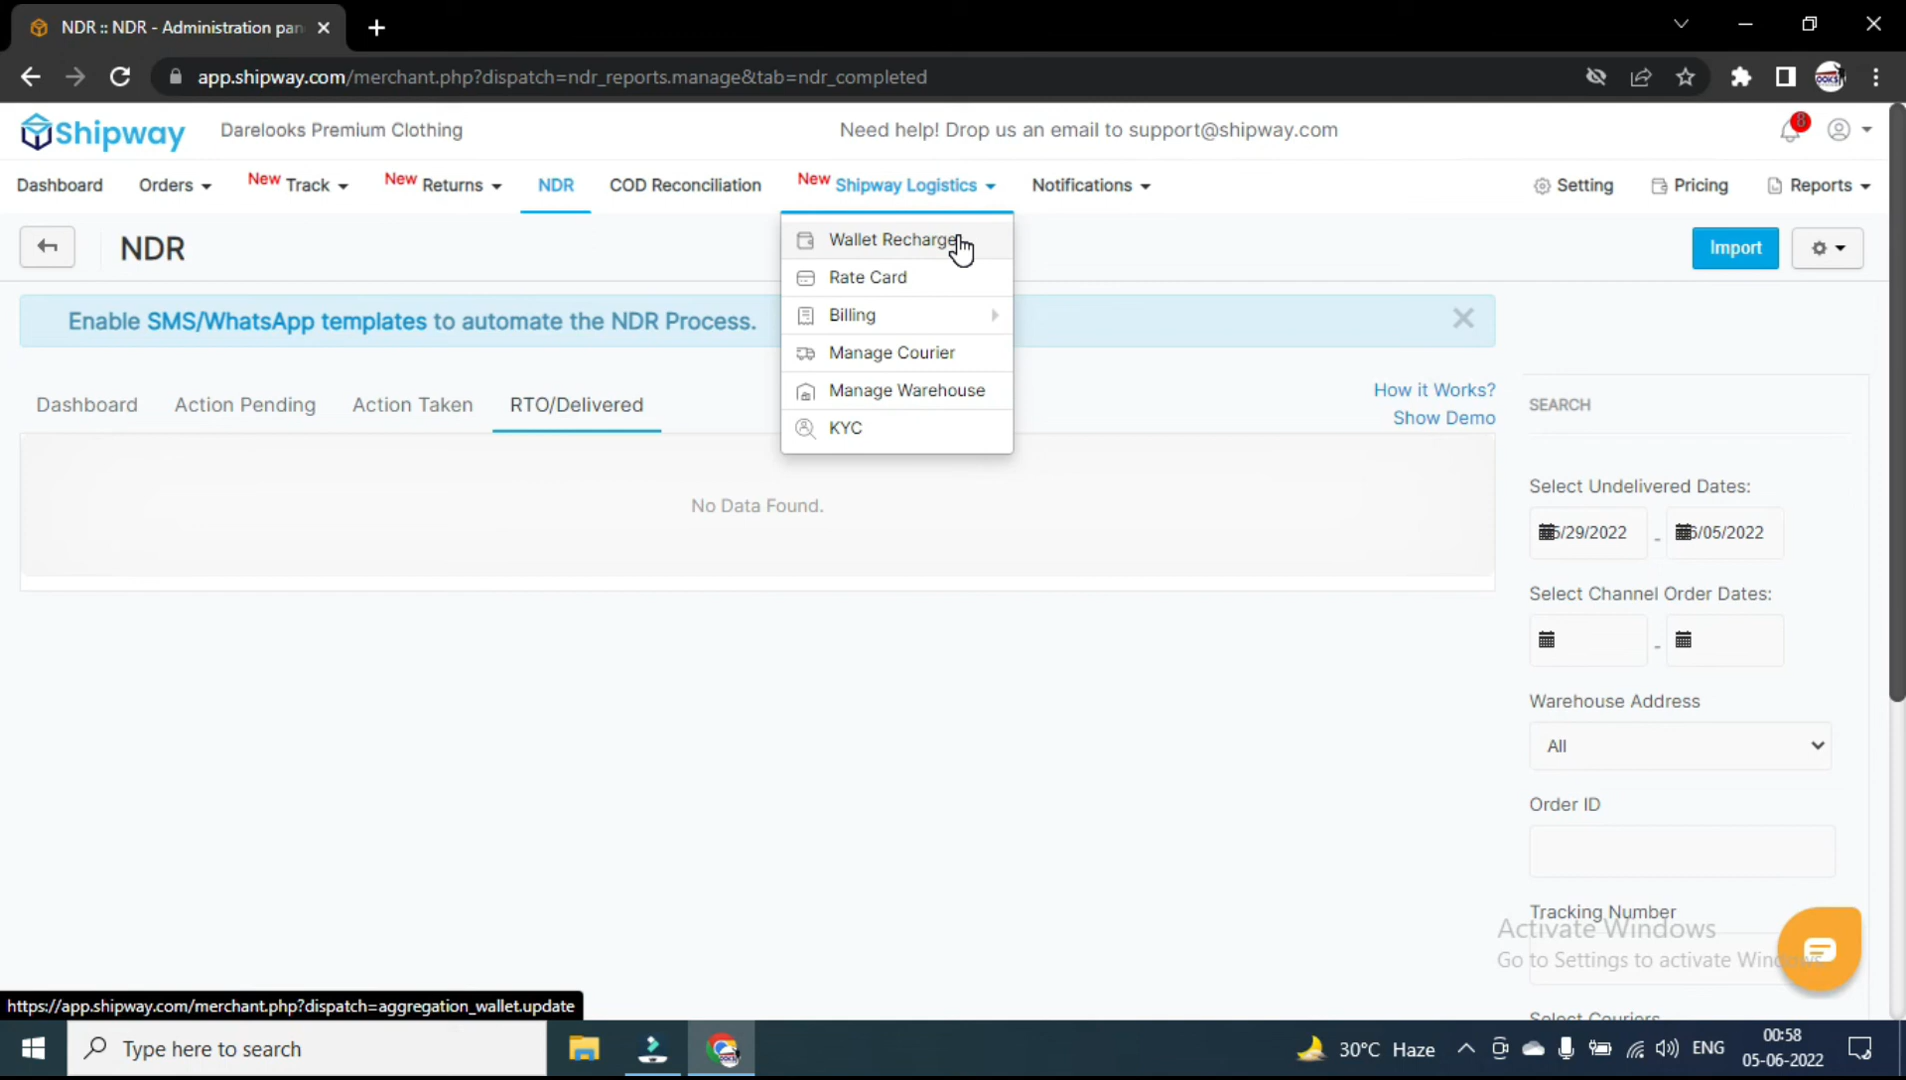 NDR :: NDR - Administration pan
app.shipway.com/merchant.php?dispatch=ndr_reports.manage&tab=ndr_completed
Shipway
Darelooks Premium Clothing
Need help! Drop us an email to support@shipway.com
8
Dashboard
Orders
New Track
New Returns
NDR
COD Reconciliation
New Shipway Logistics
Notifications
Setting
Pricing
Reports
NDR
Wallet Recharge
Rate Card
Billing
Manage Courier
Manage Warehouse
KYC
Import
Enable SMS/WhatsApp templates to automate the NDR Process.
Dashboard
Action Pending
Action Taken
RTO/Delivered
How it Works?
Show Demo
No Data Found.
SEARCH
Select Undelivered Dates:
5/29/2022 - 6/05/2022
Select Channel Order Dates:
-
Warehouse Address
All
Order ID
Tracking Number
Activate Windows
Go to Settings to activate Windows.
Select Couriers
https://app.shipway.com/merchant.php?dispatch=aggregation_wallet.update
Type here to search
30°C Haze
ENG
00:58
05-06-2022